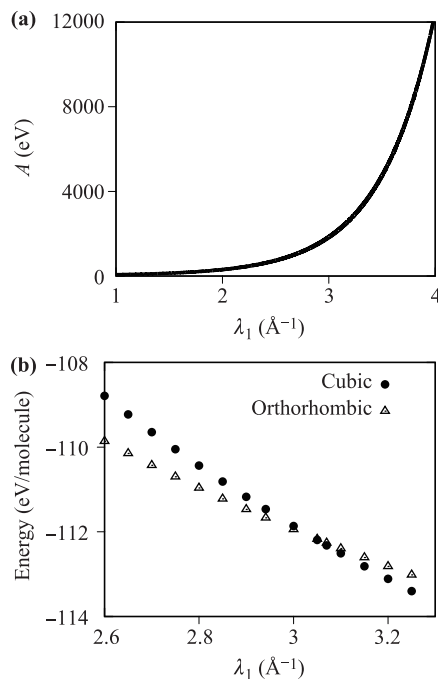 (a)
12000
8000
4000
0
A (eV)
1 2 3 4
λ₁ (Å⁻¹)
(b)
−108
−110
−112
−114
Energy (eV/molecule)
Cubic
Orthorhombic
2.6 2.8 3 3.2
λ₁ (Å⁻¹)